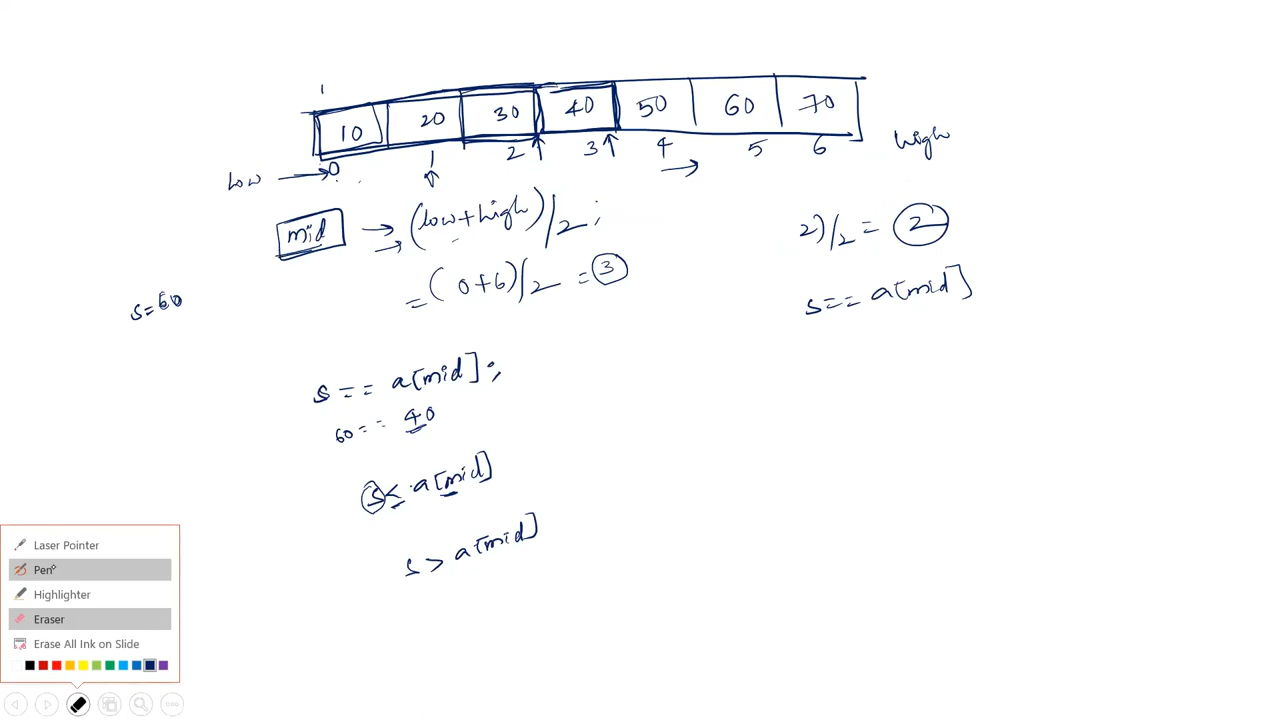 10 20 30 40 50 60 70
low → 0 1 2 3 4 5 6 high
mid → (low+high)/2;
2)/2 = 2
= (0+6)/2 = 3
s=60
s== a[mid]
s== a[mid];
60== 40
s< a[mid]
s> a[mid]
Laser Pointer
Pen
Highlighter
Eraser
Erase All Ink on Slide